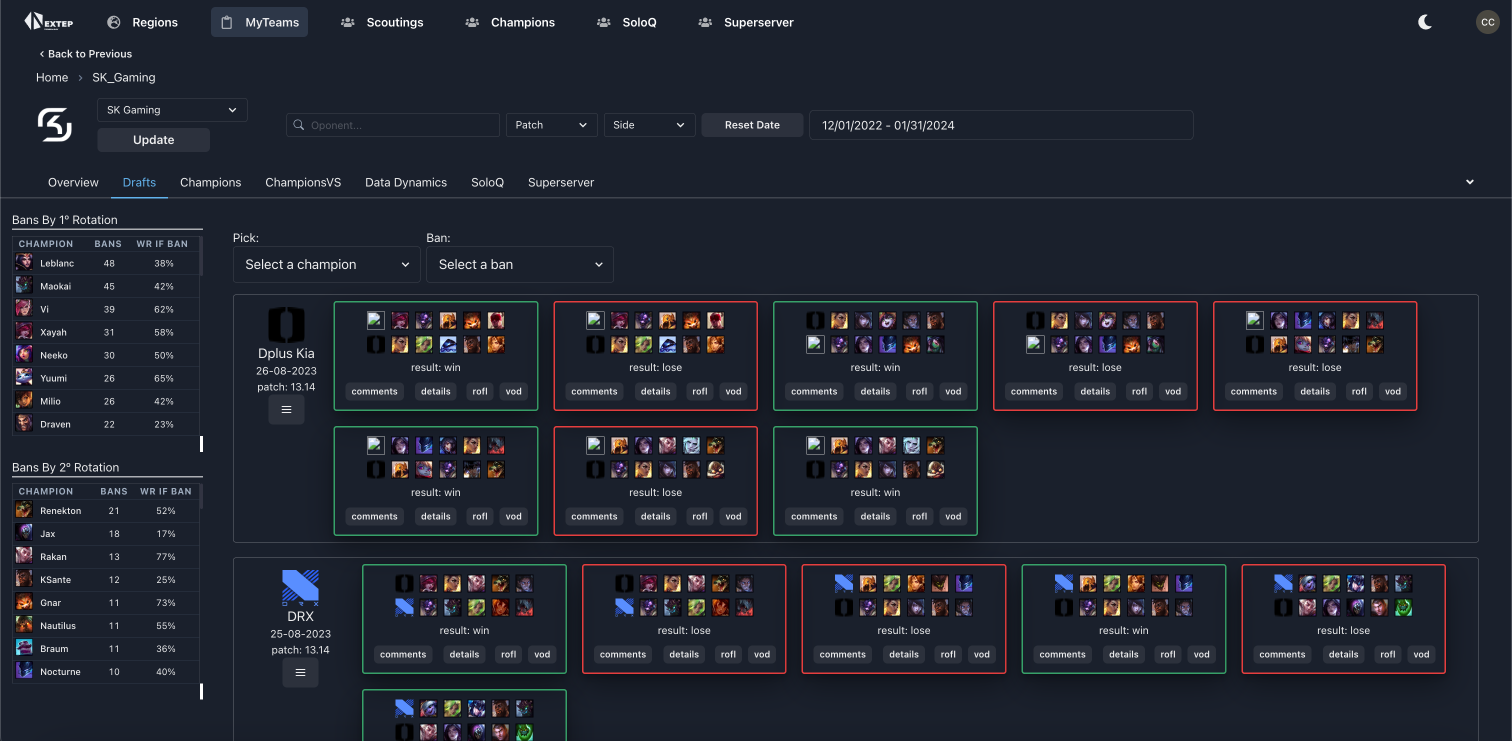 NEXTEP
Regions
MyTeams
Scoutings
Champions
SoloQ
Superserver
CC
Back to Previous
Home
SK_Gaming
SK Gaming
Update
Oponent...
Patch
Side
Reset Date
12/01/2022 - 01/31/2024
Overview
Drafts
Champions
ChampionsVS
Data Dynamics
SoloQ
Superserver
Bans By 1º Rotation
CHAMPION BANS WR IF BAN
Leblanc 48 38%
Maokai 45 42%
Vi 39 62%
Xayah 31 58%
Neeko 30 50%
Yuumi 26 65%
Milio 26 42%
Draven 22 23%
Bans By 2º Rotation
CHAMPION BANS WR IF BAN
Renekton 21 52%
Jax 18 17%
Rakan 13 77%
KSante 12 25%
Gnar 11 73%
Nautilus 11 55%
Braum 11 36%
Nocturne 10 40%
Pick:
Ban:
Select a champion
Select a ban
Dplus Kia
26-08-2023
patch: 13.14
result: win
comments details rofl vod
result: lose
comments details rofl vod
result: win
comments details rofl vod
result: lose
comments details rofl vod
result: lose
comments details rofl vod
result: win
comments details rofl vod
result: lose
comments details rofl vod
result: win
comments details rofl vod
DRX
DRX
25-08-2023
patch: 13.14
result: win
comments details rofl vod
result: lose
comments details rofl vod
result: lose
comments details rofl vod
result: win
comments details rofl vod
result: lose
comments details rofl vod